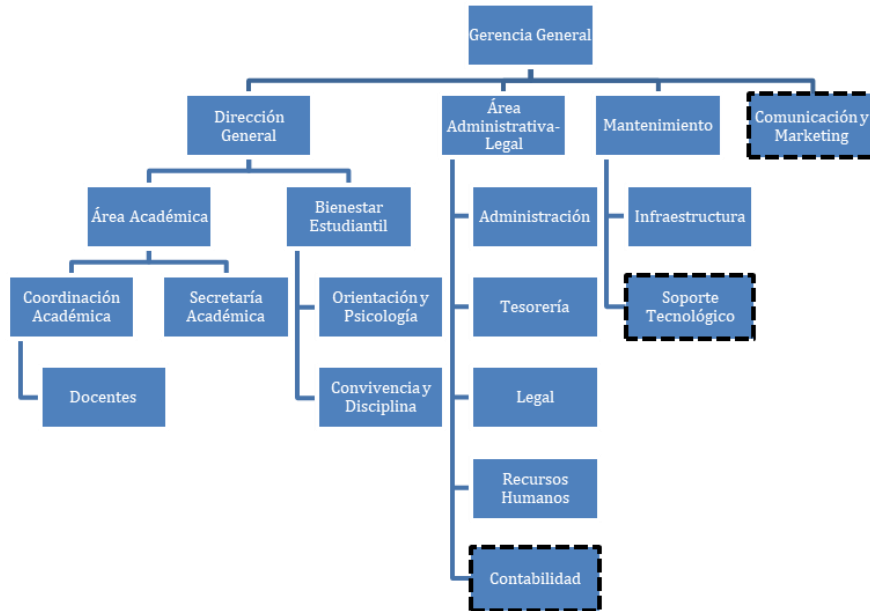 Gerencia General
Dirección
General
Área
Administrativa-
Legal
Mantenimiento
Comunicación y
Marketing
Área Académica
Bienestar
Estudiantil
Administración
Infraestructura
Coordinación
Académica
Secretaría
Académica
Orientación y
Psicología
Tesorería
Soporte
Tecnológico
Docentes
Convivencia y
Disciplina
Legal
Recursos
Humanos
Contabilidad